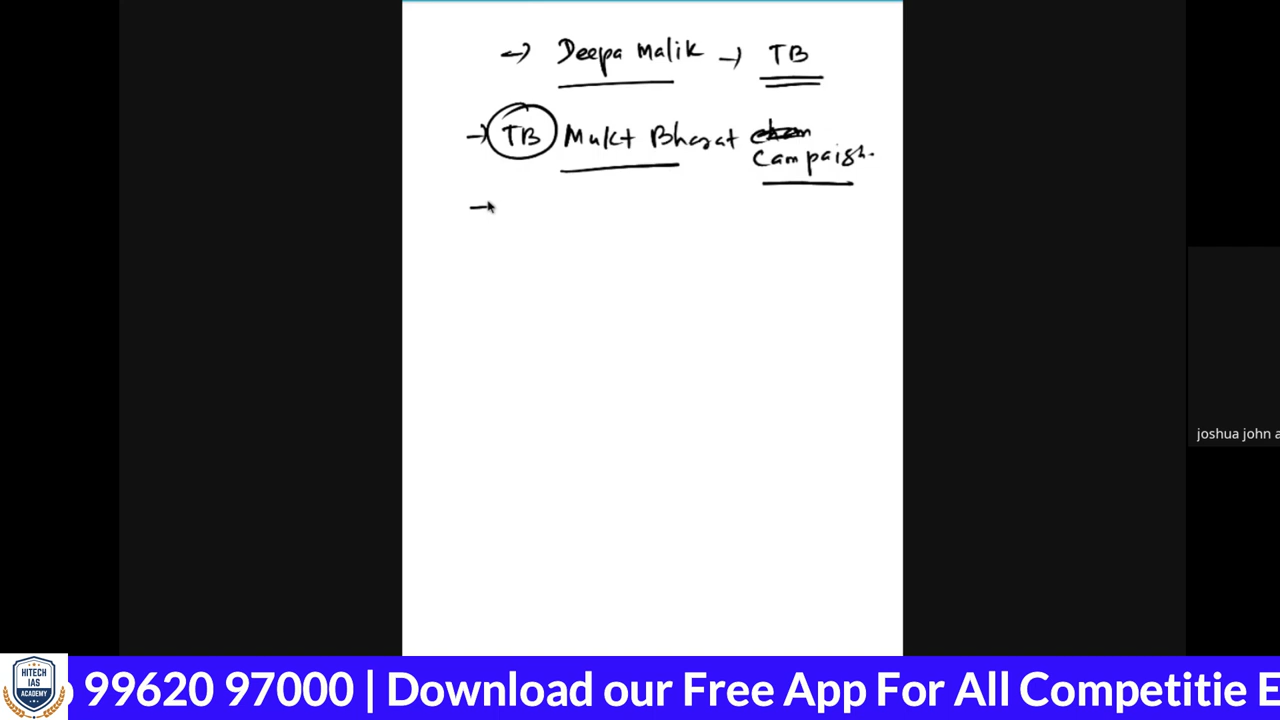 → Deepa Malik → TB
→ TB Mukt Bharat
Campaign.
→
joshua john a
HITECH
IAS
ACADEMY
99620 97000 | Download our Free App For All Competitie E